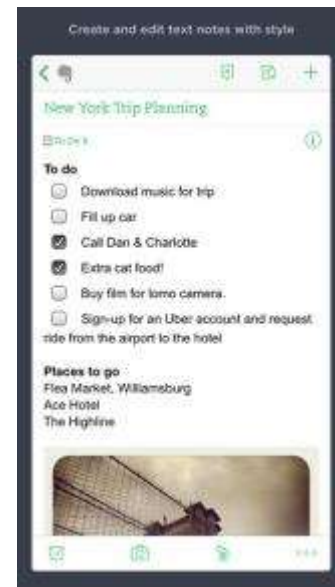 Create and edit text notes with style
New York Trip Planning
To do
Download music for trip
Fill up car
Call Dan & Charlotte
Extra cat food!
Buy film for lomo camera.
Sign-up for an Uber account and request
ride from the airport to the hotel
Places to go
Flea Market, Williamsburg
Ace Hotel
The Highline